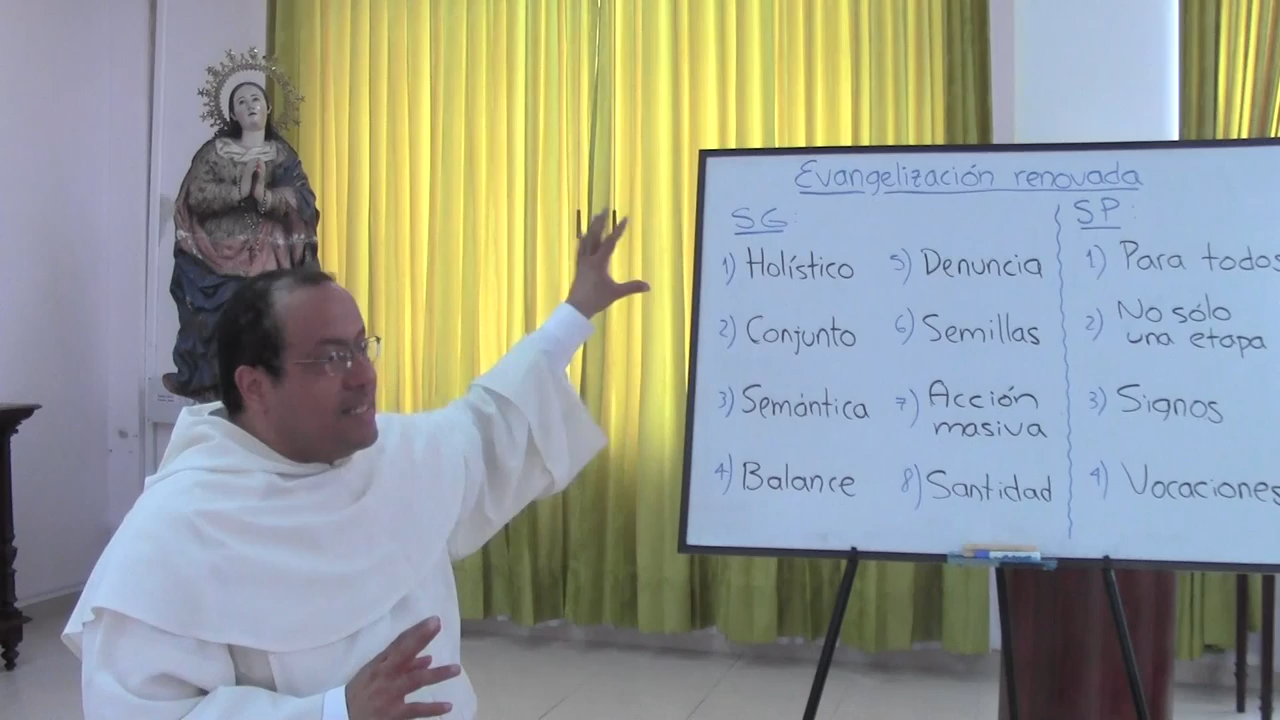 Evangelización renovada
SG:
1) Holístico
2) Conjunto
3) Semántica
4) Balance
5) Denuncia
6) Semillas
7) Acción
masiva
8) Santidad
SP:
1) Para todos
2) No sólo
una etapa
3) Signos
4) Vocaciones